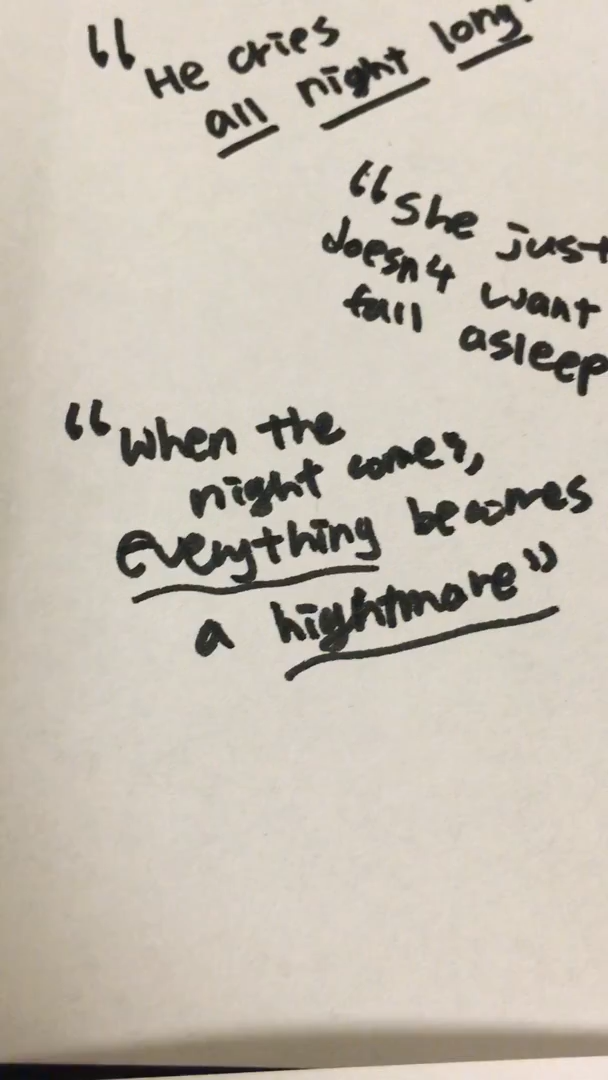 "He cries
all night long"
"She just
doesn't want
fall asleep
"When the
night comes,
everything becomes
a nightmare"